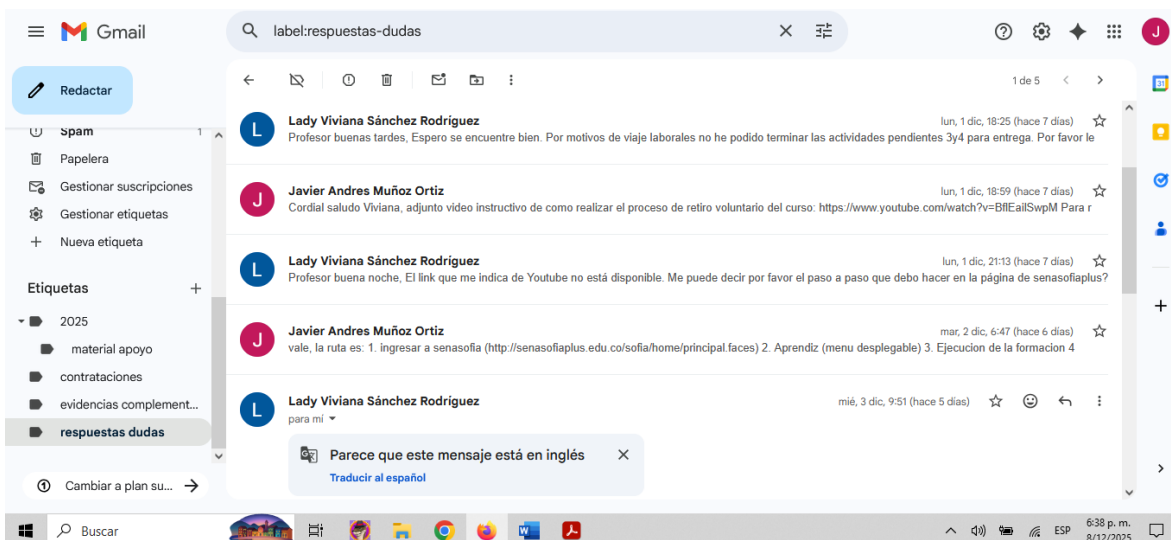 Gmail
label:respuestas-dudas
J
Redactar
1 de 5
31
Spam 1
Papelera
Gestionar suscripciones
Gestionar etiquetas
Nueva etiqueta
Etiquetas
2025
material apoyo
contrataciones
evidencias complement...
respuestas dudas
Cambiar a plan su...
L
Lady Viviana Sánchez Rodríguez
lun, 1 dic, 18:25 (hace 7 días)
Profesor buenas tardes, Espero se encuentre bien. Por motivos de viaje laborales no he podido terminar las actividades pendientes 3y4 para entrega. Por favor le
J
Javier Andres Muñoz Ortiz
lun, 1 dic, 18:59 (hace 7 días)
Cordial saludo Viviana, adjunto video instructivo de como realizar el proceso de retiro voluntario del curso: https://www.youtube.com/watch?v=BflEailSwpM Para r
L
Lady Viviana Sánchez Rodríguez
lun, 1 dic, 21:13 (hace 7 días)
Profesor buena noche, El link que me indica de Youtube no está disponible. Me puede decir por favor el paso a paso que debo hacer en la página de senasofiaplus?
J
Javier Andres Muñoz Ortiz
mar, 2 dic, 6:47 (hace 6 días)
vale, la ruta es: 1. ingresar a senasofia (http://senasofiaplus.edu.co/sofia/home/principal.faces) 2. Aprendiz (menu desplegable) 3. Ejecucion de la formacion 4
L
Lady Viviana Sánchez Rodríguez
mié, 3 dic, 9:51 (hace 5 días)
para mí
Parece que este mensaje está en inglés
Traducir al español
Buscar
ESP
6:38 p. m.
8/12/2025